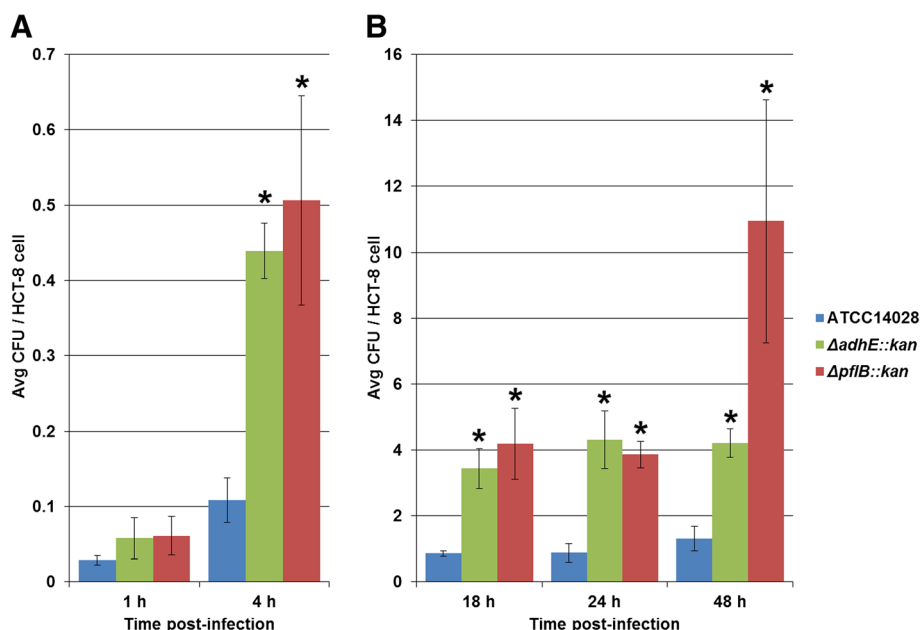 A
Avg CFU / HCT-8 cell
0.7
0.6
0.5
0.4
0.3
0.2
0.1
0
*
*
1 h
4 h
Time post-infection
B
Avg CFU / HCT-8 cell
16
14
12
10
8
6
4
2
0
*
*
*
*
*
*
18 h
24 h
48 h
Time post-infection
ATCC14028
ΔadhE::kan
ΔpflB::kan